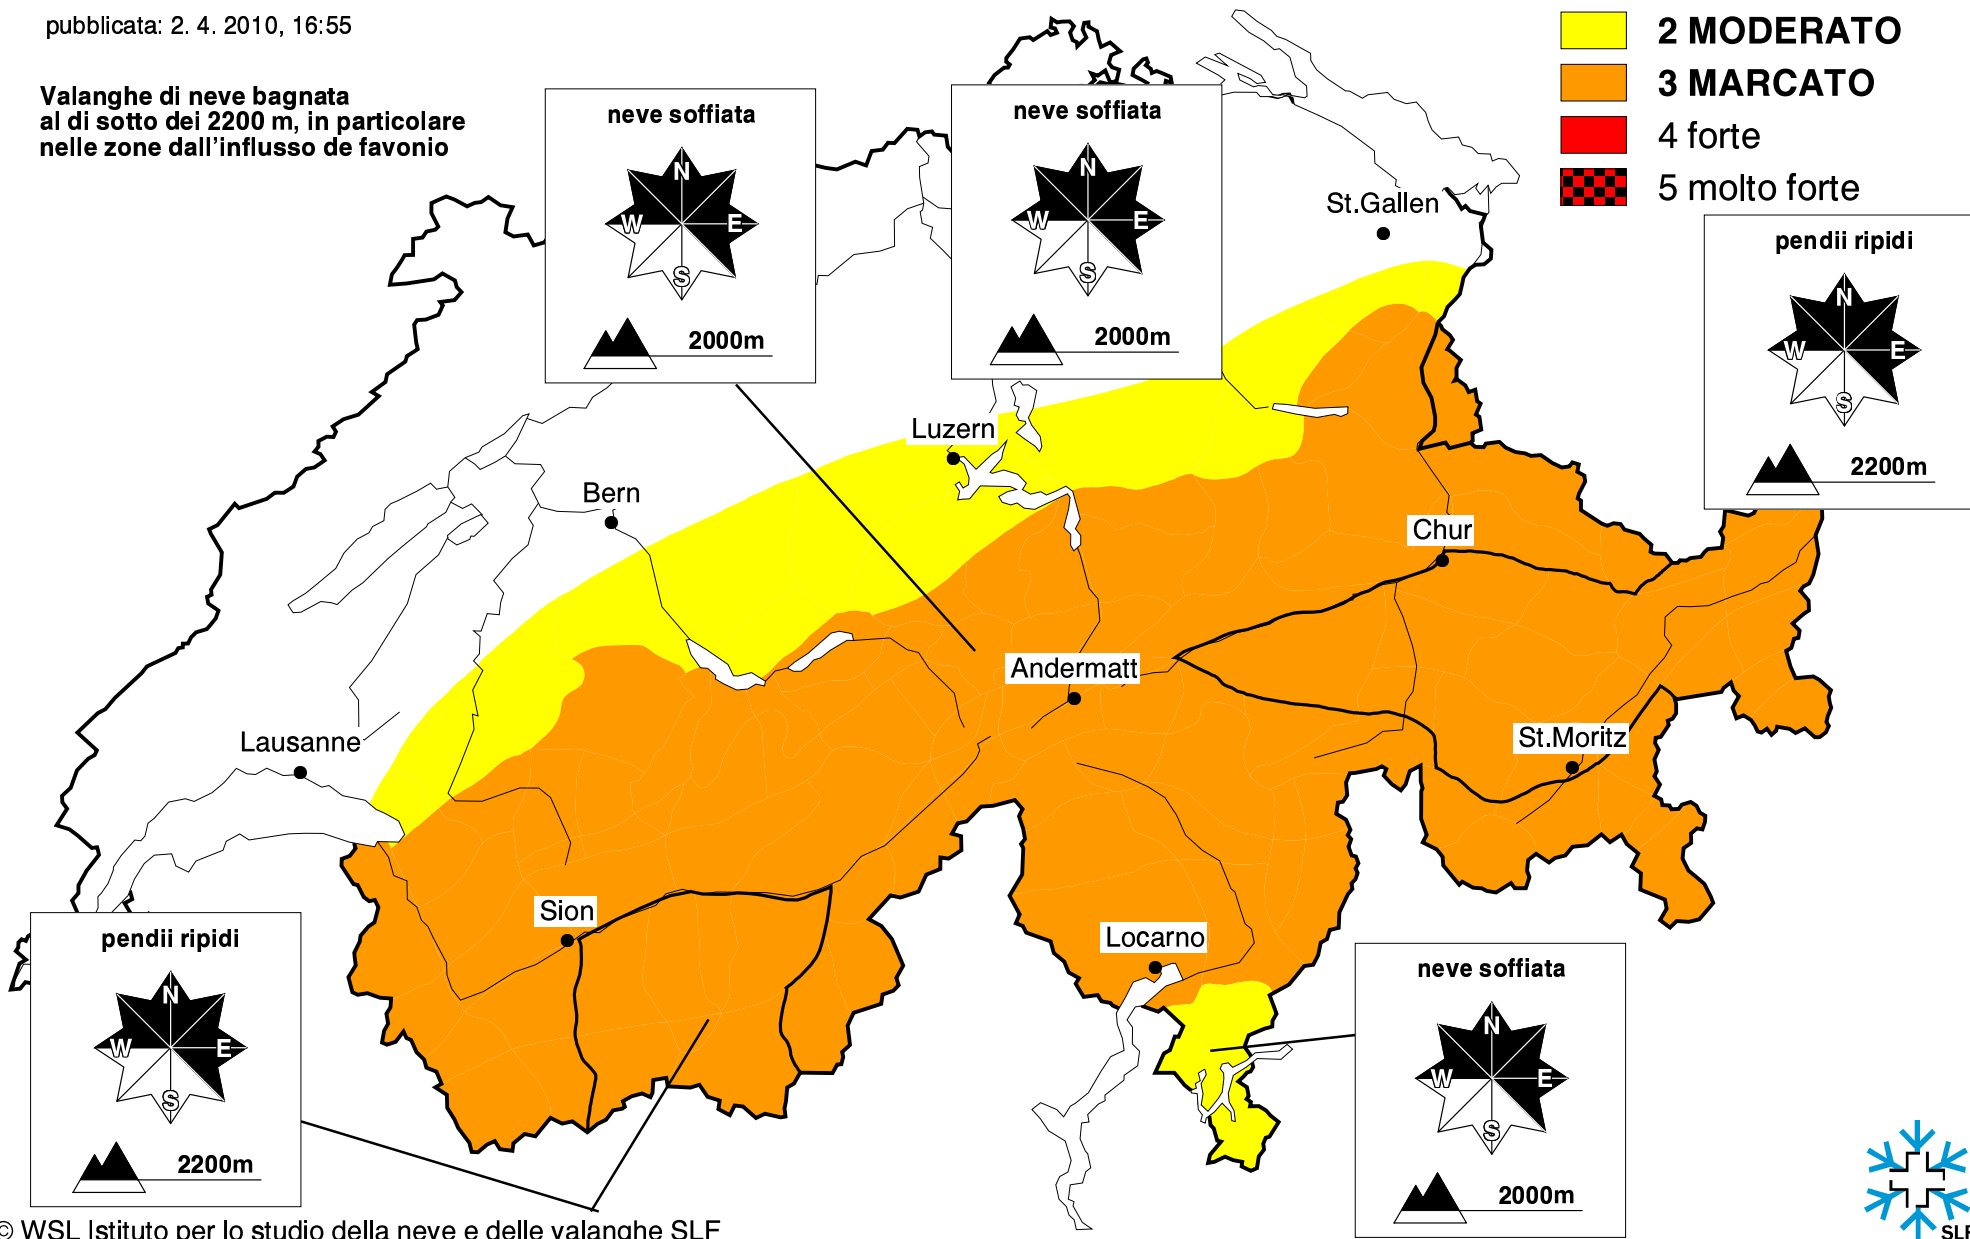 pubblicata: 2. 4. 2010, 16:55
Valanghe di neve bagnata
al di sotto dei 2200 m, in particolare
nelle zone dall'influsso de favonio
2 MODERATO
3 MARCATO
4 forte
5 molto forte
neve soffiata
N
W E
S
2000m
neve soffiata
N
W E
S
2000m
pendii ripidi
N
W E
S
2200m
St.Gallen
Luzern
Bern
Chur
Andermatt
St.Moritz
Lausanne
Sion
Locarno
pendii ripidi
N
W E
S
2200m
neve soffiata
N
W E
S
2000m
© WSL Istituto per lo studio della neve e delle valanghe SLF
SLF